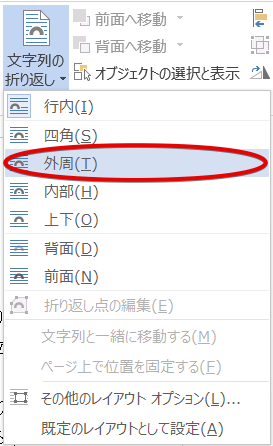 文字列の
折り返し
前面へ移動
背面へ移動
オブジェクトの選択と表示
行内(I)
四角(S)
外周(T)
内部(H)
上下(O)
背面(D)
前面(N)
折り返し点の編集(E)
文字列と一緒に移動する(M)
ページ上で位置を固定する(F)
その他のレイアウト オプション(L)...
既定のレイアウトとして設定(A)